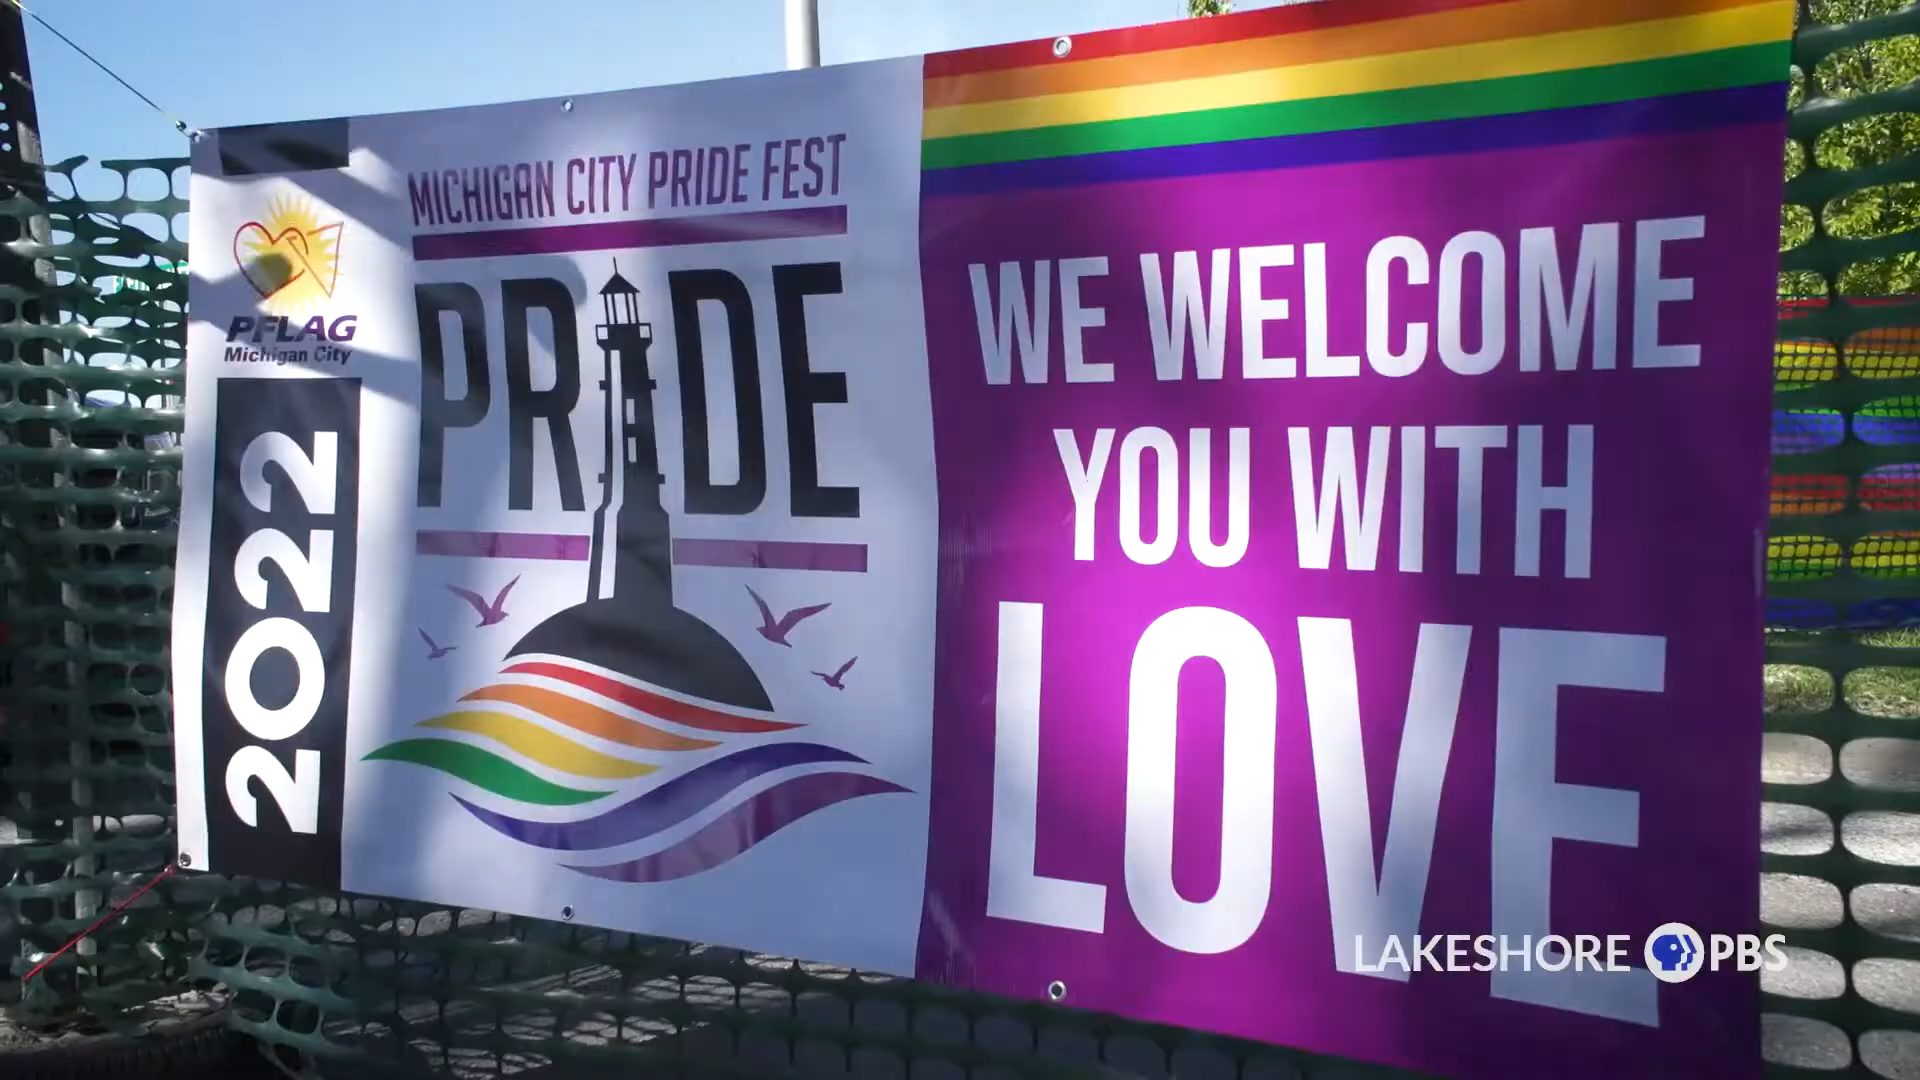 MICHIGAN CITY PRIDE FEST
PRIDE
PFLAG
Michigan City
2022
WE WELCOME
YOU WITH
LOVE
LAKESHORE PBS